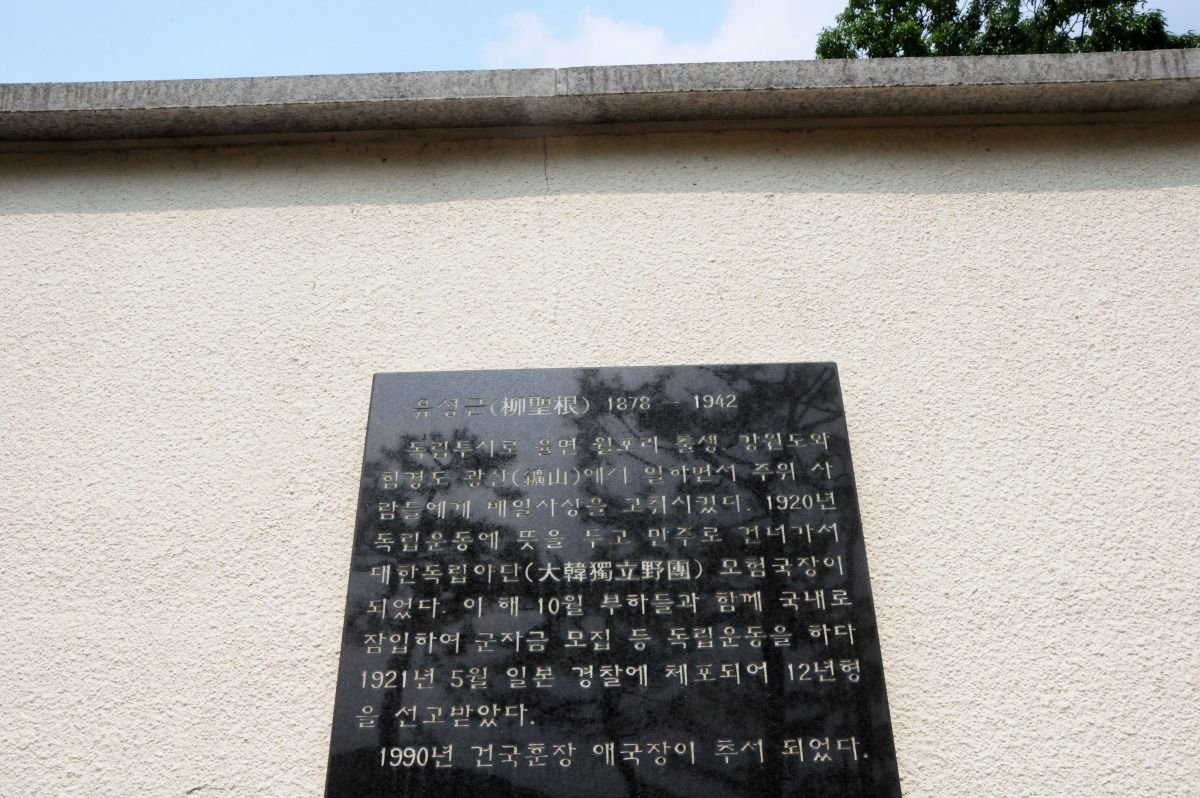 유성근(柳聖根) 1878 - 1942
독립투사로 율면 월포리 출생 강원도와
함경도 광산(鑛山)에서 일하면서 주위 사
람들에게 배일사상을 고취시켰다. 1920년
독립운동에 뜻을 두고 만주로 건너가서
대한독립야단(大韓獨立野團) 모험국장이
되었다. 이 해 10월 부하들과 함께 국내로
잠입하여 군자금 모집 등 독립운동을 하다
1921년 5월 일본 경찰에 체포되어 12년형
을 선고받았다.
1990년 건국훈장 애국장이 추서 되었다.